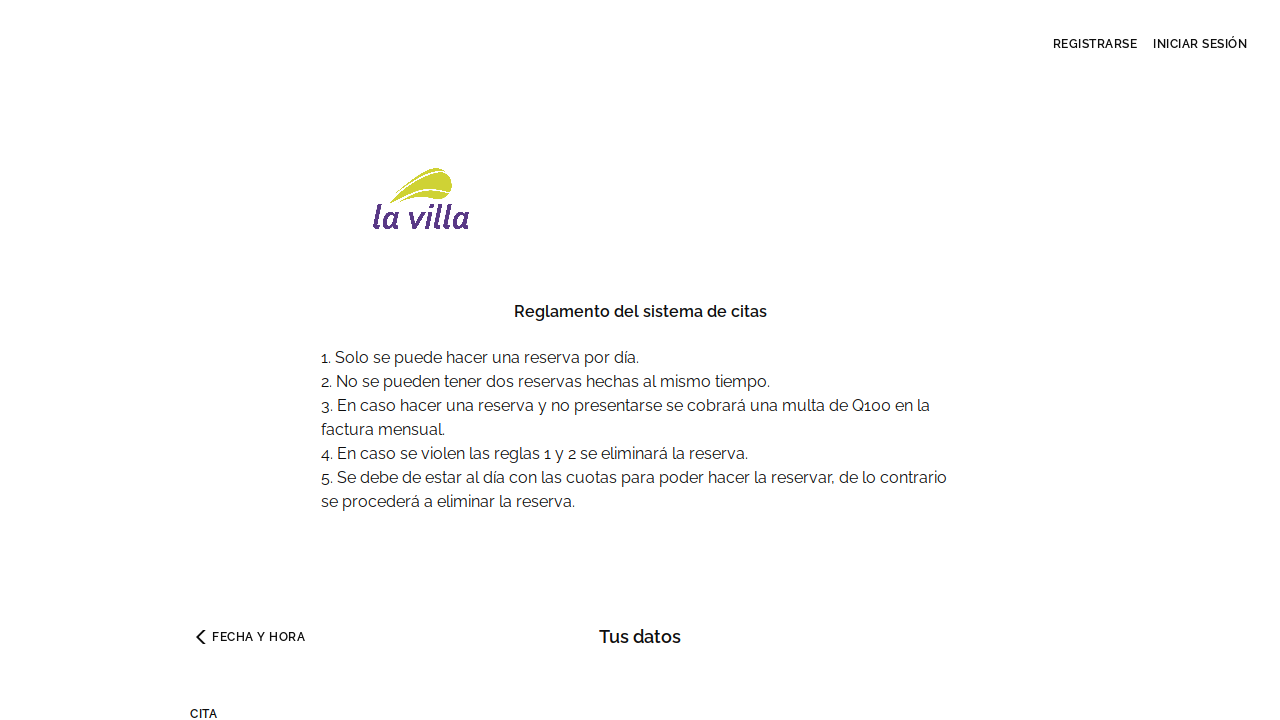 REGISTRARSE INICIAR SESIÓN
la villa
Reglamento del sistema de citas
1. Solo se puede hacer una reserva por día.
2. No se pueden tener dos reservas hechas al mismo tiempo.
3. En caso hacer una reserva y no presentarse se cobrará una multa de Q100 en la
factura mensual.
4. En caso se violen las reglas 1 y 2 se eliminará la reserva.
5. Se debe de estar al día con las cuotas para poder hacer la reservar, de lo contrario
se procederá a eliminar la reserva.
FECHA Y HORA
Tus datos
CITA